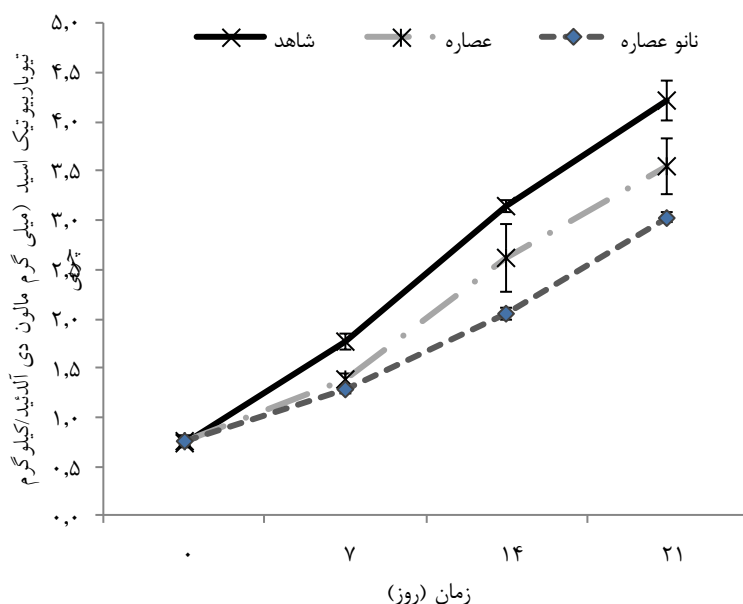 شاهد عصاره نانو عصاره
تیوباربیوتیک اسید (میلی گرم مالون دی آلدئید/کیلوگرم
چربی
۵٫۰
۴٫۵
۴٫۰
۳٫۵
۳٫۰
۲٫۵
۲٫۰
۱٫۵
۱٫۰
۰٫۵
۰٫۰
۰ ۷ ۱۴ ۲۱
زمان (روز)